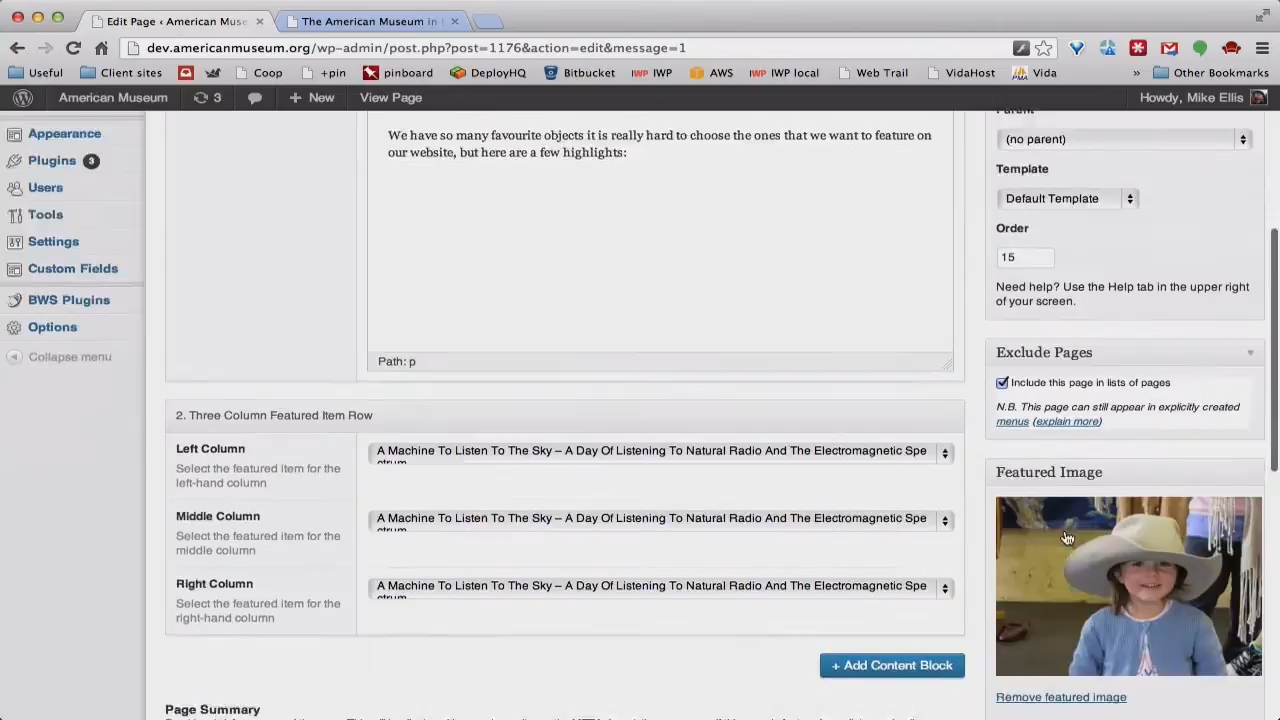 Edit Page ‹ American Muse
The American Museum in
dev.americanmuseum.org/wp-admin/post.php?post=1176&action=edit&message=1
Useful
Client sites
Coop
+pin
pinboard
DeployHQ
Bitbucket
IWP IWP
AWS
IWP IWP local
Web Trail
VidaHost
PMA Vida
»
Other Bookmarks
American Museum
3
+ New
View Page
Howdy, Mike Ellis
Appearance
Plugins 3
Users
Tools
Settings
Custom Fields
BWS Plugins
Options
Collapse menu
We have so many favourite objects it is really hard to choose the ones that we want to feature on
our website, but here are a few highlights:
Path: p
2. Three Column Featured Item Row
Left Column
Select the featured item for the
left-hand column
A Machine To Listen To The Sky – A Day Of Listening To Natural Radio And The Electromagnetic Spe
ctrum
Middle Column
Select the featured item for the
middle column
A Machine To Listen To The Sky – A Day Of Listening To Natural Radio And The Electromagnetic Spe
ctrum
Right Column
Select the featured item for the
right-hand column
A Machine To Listen To The Sky – A Day Of Listening To Natural Radio And The Electromagnetic Spe
ctrum
+ Add Content Block
Page Summary
Parent
(no parent)
Template
Default Template
Order
15
Need help? Use the Help tab in the upper right
of your screen.
Exclude Pages
Include this page in lists of pages
N.B. This page can still appear in explicitly created
menus (explain more)
Featured Image
Remove featured image